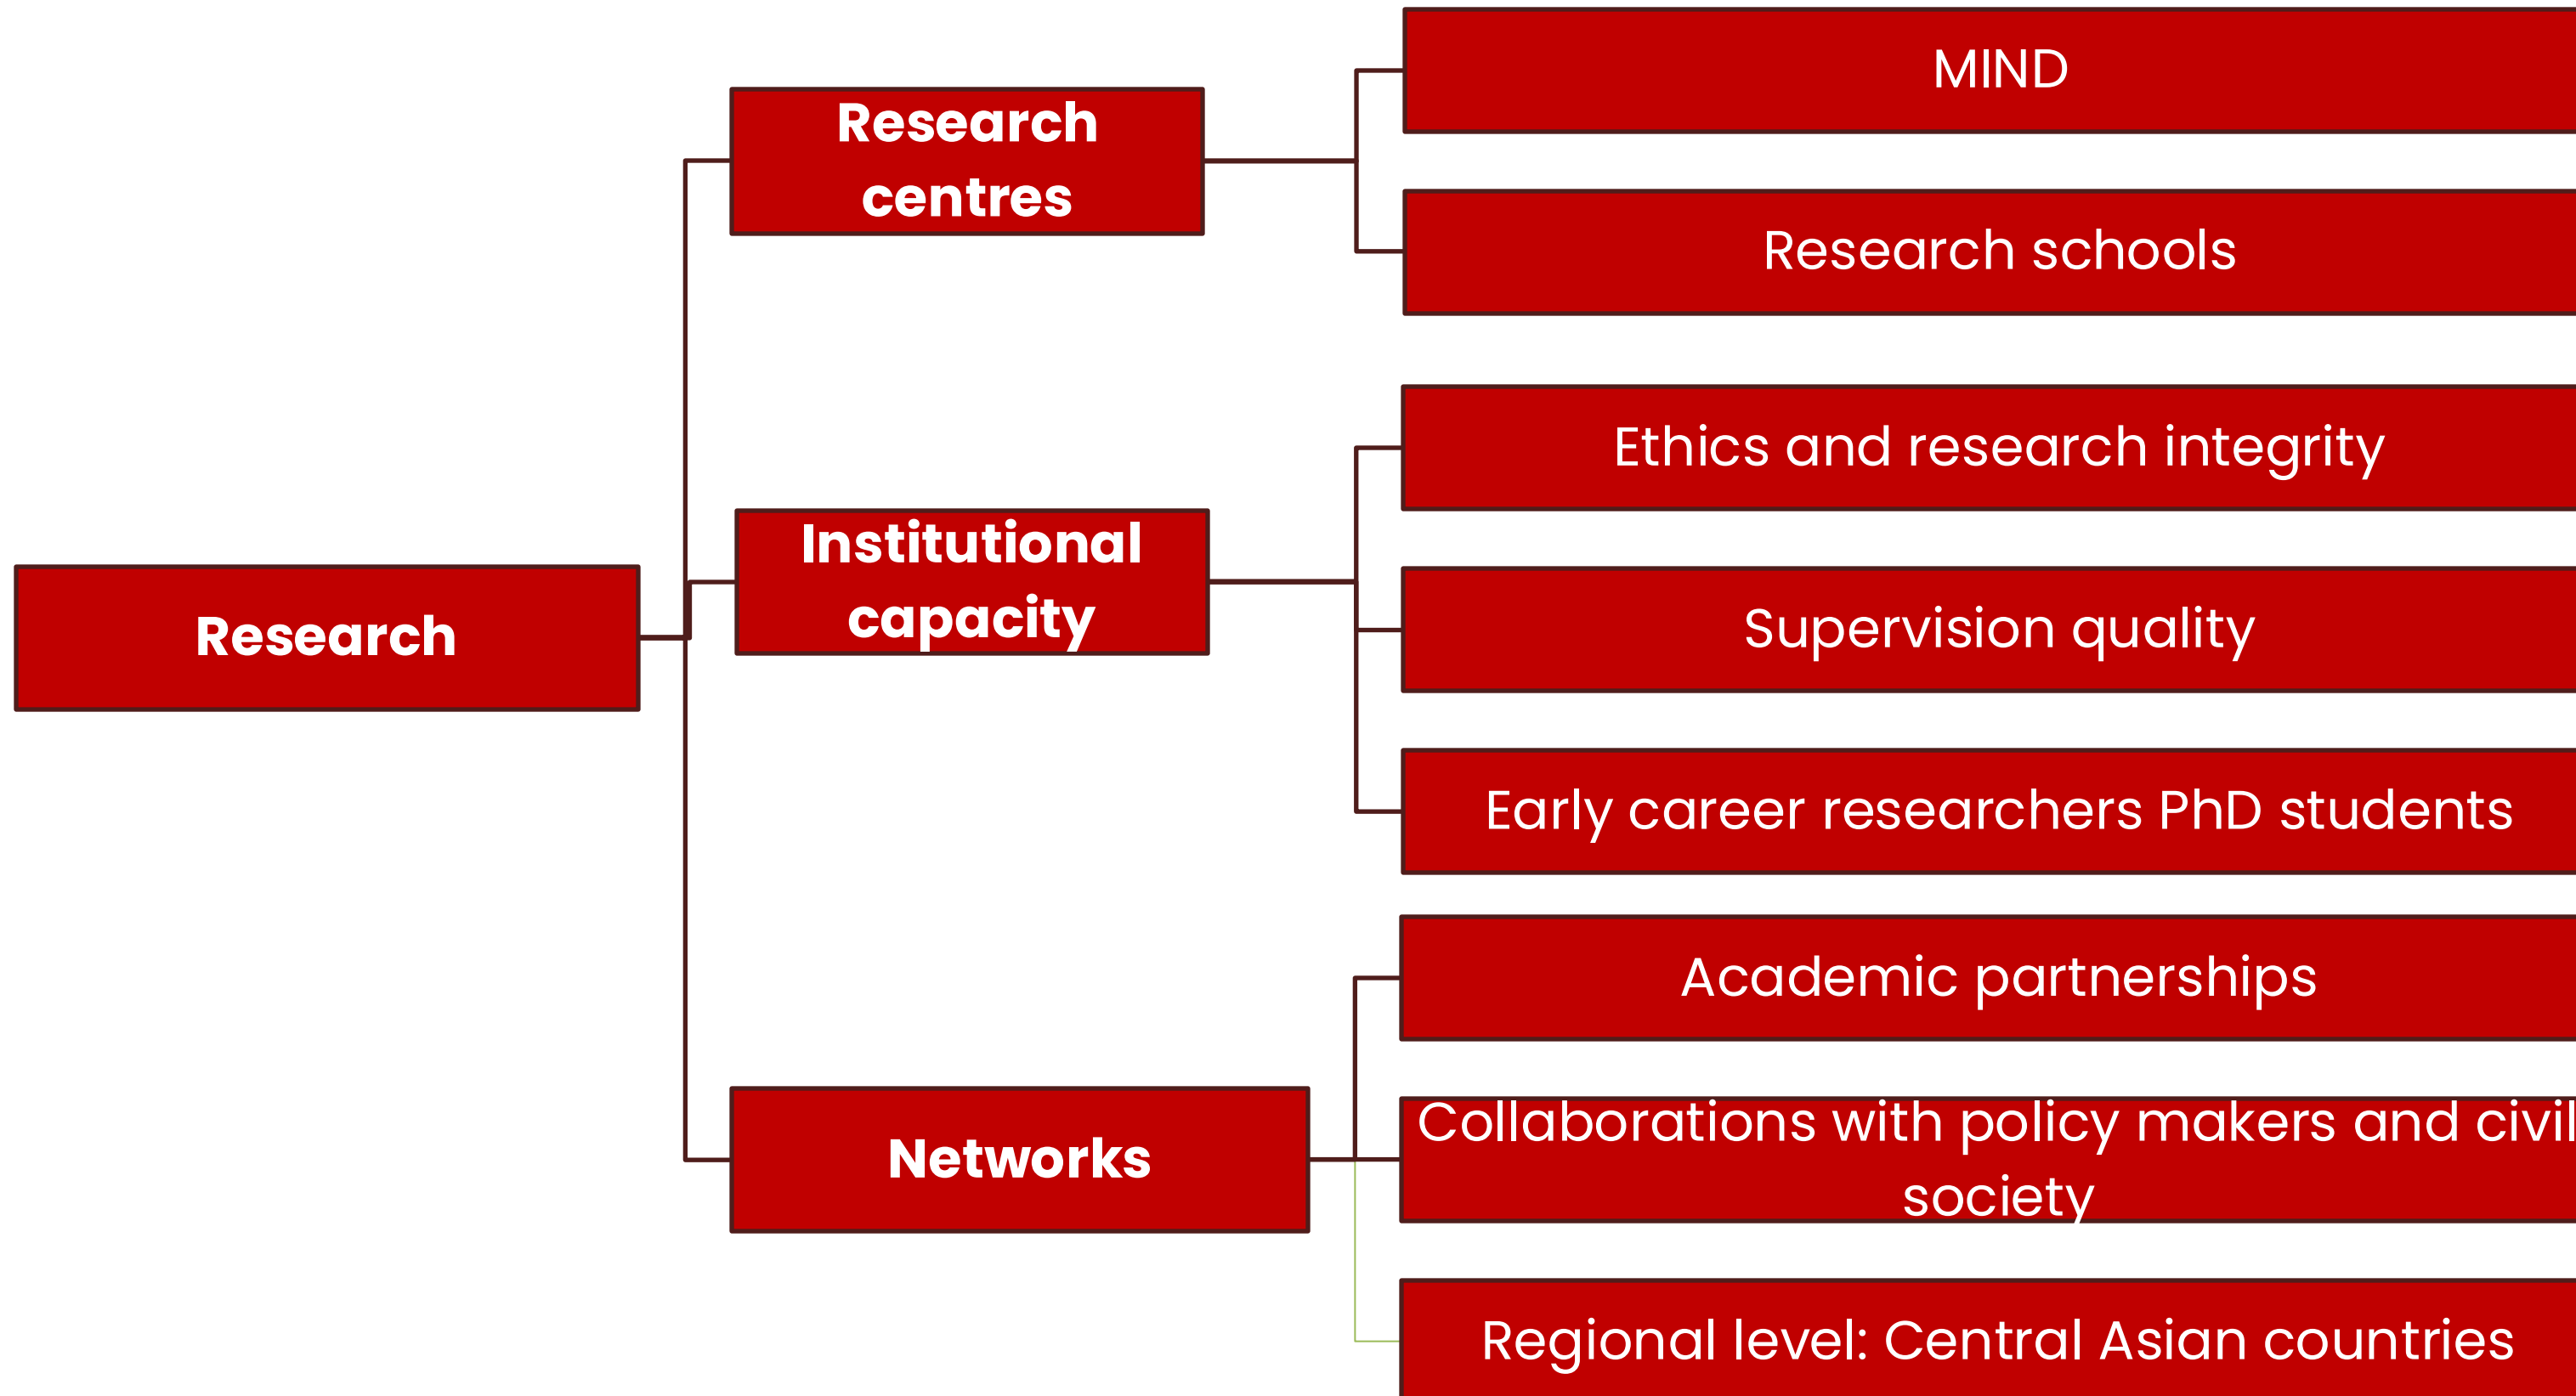 Research
Research
centres
MIND
Research schools
Institutional
capacity
Ethics and research integrity
Supervision quality
Early career researchers PhD students
Networks
Academic partnerships
Collaborations with policy makers and civil
society
Regional level: Central Asian countries